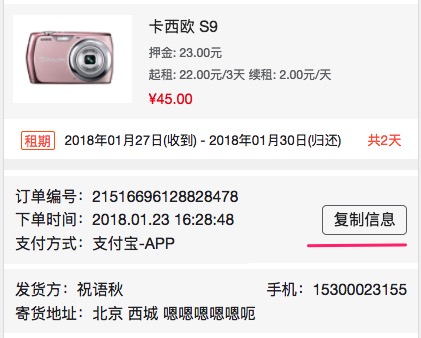 卡西欧 S9
押金: 23.00元
起租: 22.00元/3天 续租: 2.00元/天
¥45.00
租期 2018年01月27日(收到) - 2018年01月30日(归还) 共2天
订单编号：21516696128828478
下单时间：2018.01.23 16:28:48
复制信息
支付方式：支付宝-APP
发货方：祝语秋 手机：15300023155
寄货地址：北京 西城 嗯嗯嗯嗯嗯呃